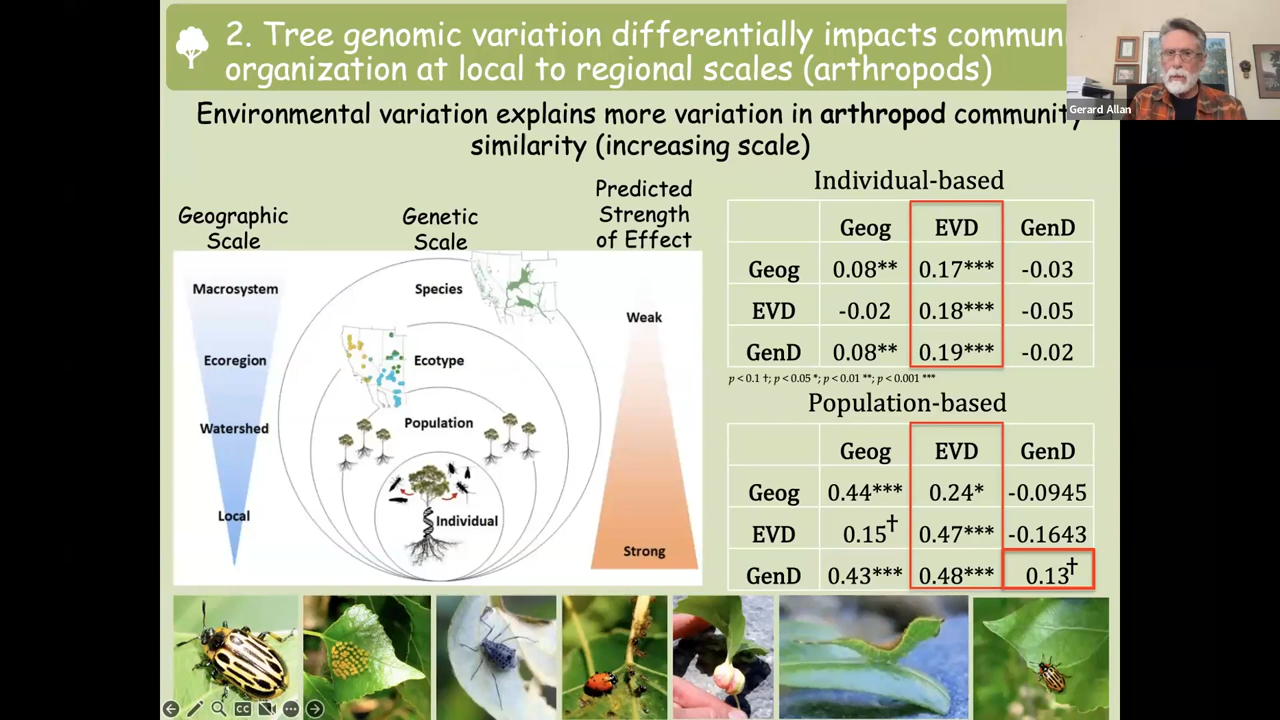 2. Tree genomic variation differentially impacts
organization at local to regional scales (arthropods)
Gerard Allan
Environmental variation explains more variation in arthropod community
similarity (increasing scale)
Geographic
Scale
Genetic
Scale
Predicted
Strength
of Effect
Macrosystem
Ecoregion
Watershed
Local
Species
Ecotype
Population
Individual
Weak
Strong
Individual-based
Geog EVD GenD
Geog 0.08** 0.17*** -0.03
EVD -0.02 0.18*** -0.05
GenD 0.08** 0.19*** -0.02
p < 0.1 †; p < 0.05 *; p < 0.01 **; p < 0.001 ***
Population-based
Geog EVD GenD
Geog 0.44*** 0.24* -0.0945
EVD 0.15† 0.47*** -0.1643
GenD 0.43*** 0.48*** 0.13†
CC